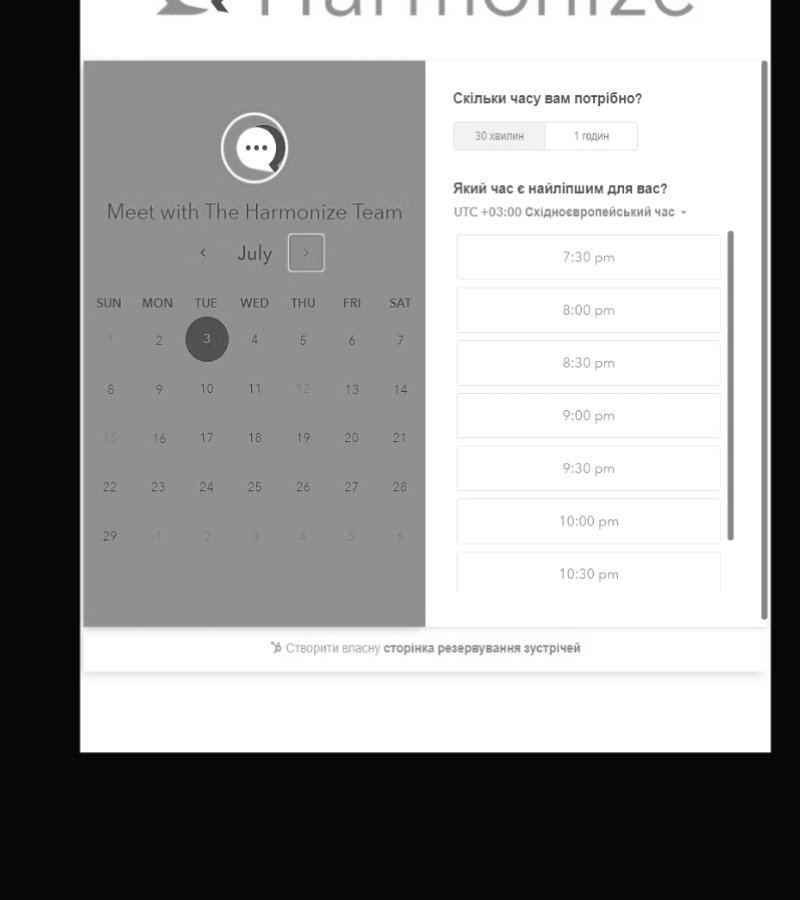 Harmonize
Meet with The Harmonize Team
July
SUN MON TUE WED THU FRI SAT
1 2 3 4 5 6 7
8 9 10 11 12 13 14
15 16 17 18 19 20 21
22 23 24 25 26 27 28
29 1 2 3 4 5 6
Скільки часу вам потрібно?
30 хвилин 1 годин
Який час є найліпшим для вас?
UTC +03:00 Східноєвропейський час
7:30 pm
8:00 pm
8:30 pm
9:00 pm
9:30 pm
10:00 pm
10:30 pm
Створити власну сторінка резервування зустрічей